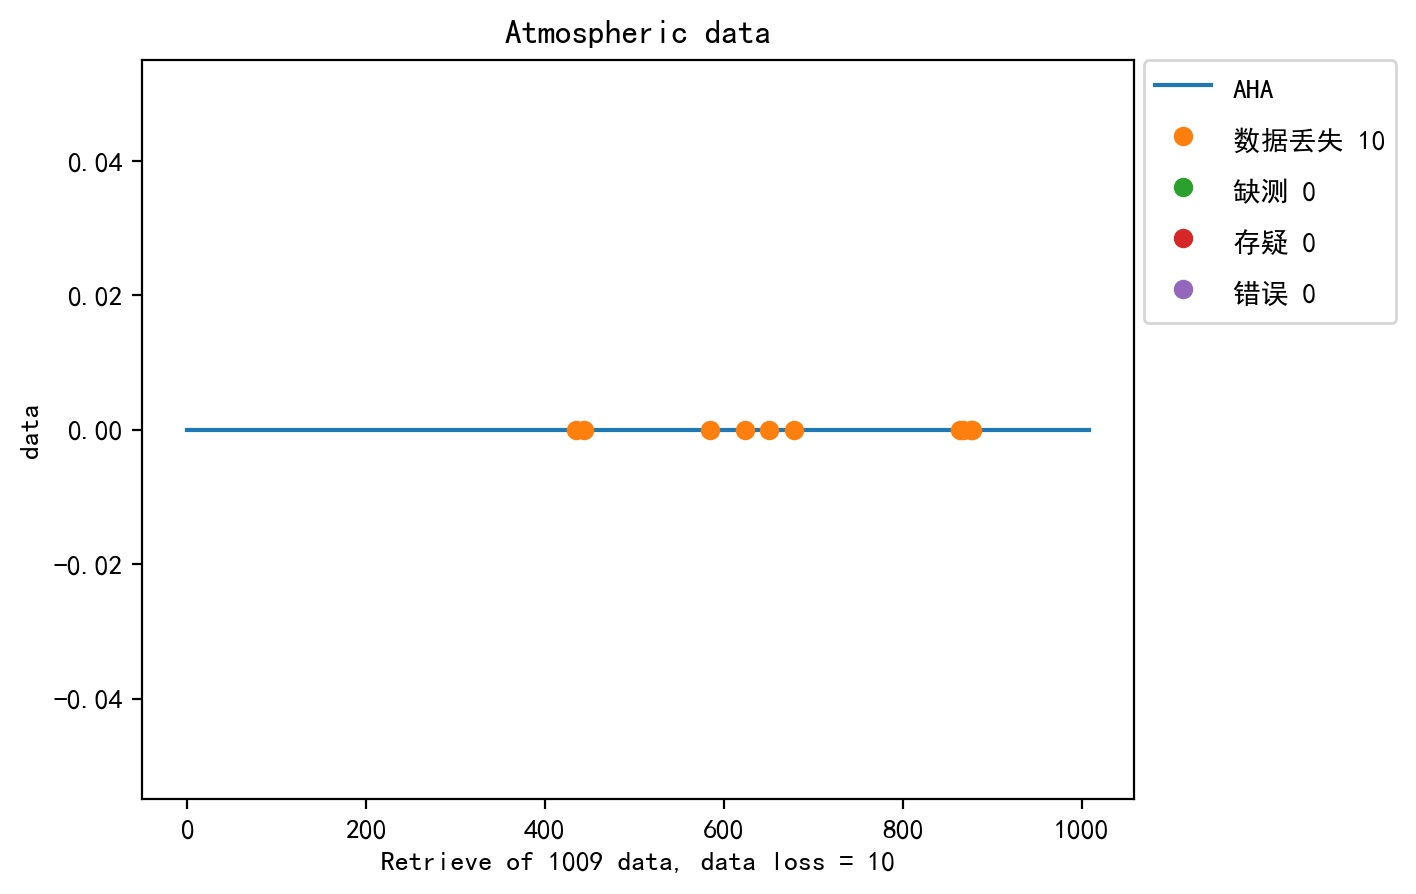 Atmospheric data
AHA
数据丢失 10
缺测 0
存疑 0
错误 0
0.04
0.02
0.00
-0.02
-0.04
data
0 200 400 600 800 1000
Retrieve of 1009 data, data loss = 10